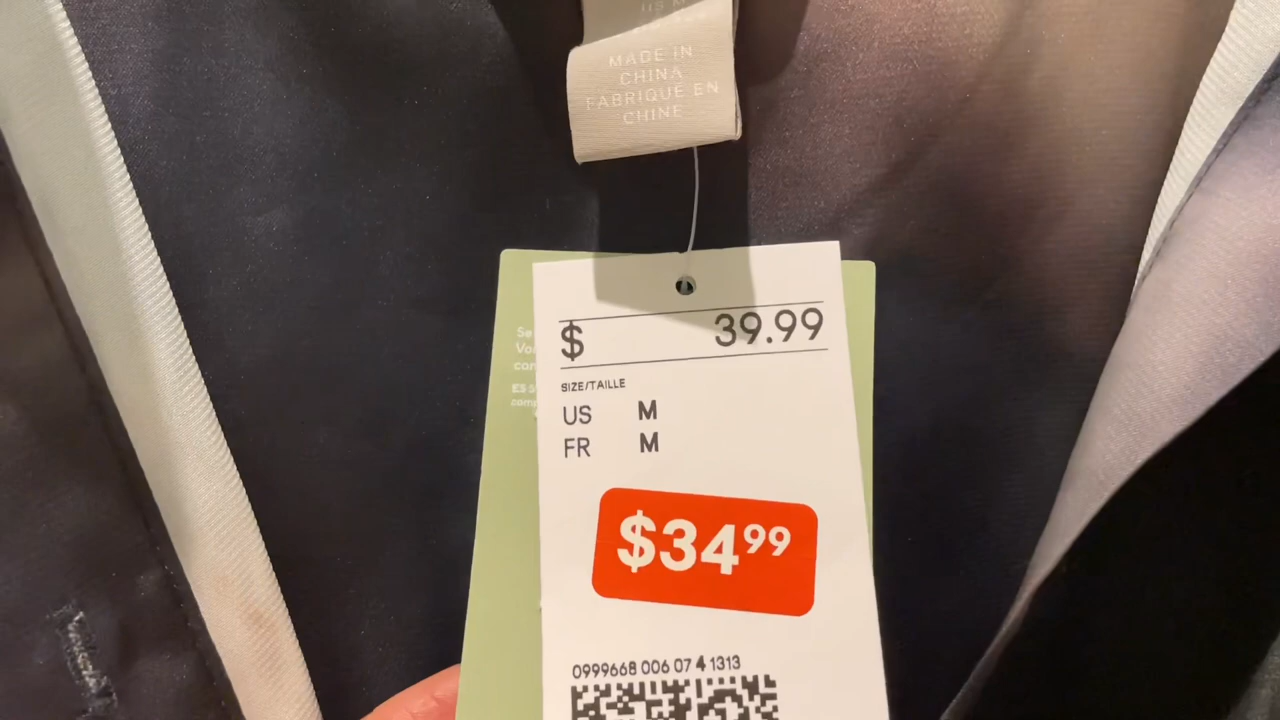 US M
MADE IN
CHINA
FABRIQUE EN
CHINE
$ 39.99
SIZE/TAILLE
US M
FR M
$34.99
0999668 006 07 4 1313